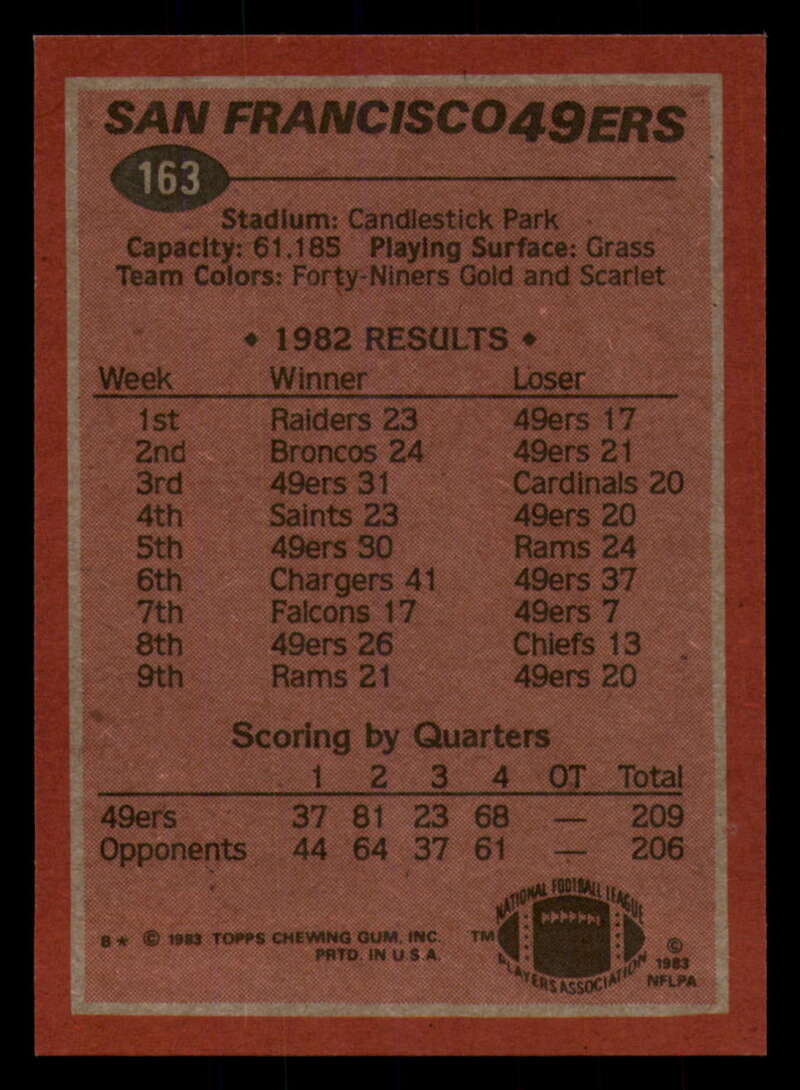 SAN FRANCISCO 49ERS
163
Stadium: Candlestick Park
Capacity: 61,185 Playing Surface: Grass
Team Colors: Forty-Niners Gold and Scarlet
♦ 1982 RESULTS ♦
Week Winner Loser
1st Raiders 23 49ers 17
2nd Broncos 24 49ers 21
3rd 49ers 31 Cardinals 20
4th Saints 23 49ers 20
5th 49ers 30 Rams 24
6th Chargers 41 49ers 37
7th Falcons 17 49ers 7
8th 49ers 26 Chiefs 13
9th Rams 21 49ers 20
Scoring by Quarters
1 2 3 4 OT Total
49ers 37 81 23 68 — 209
Opponents 44 64 37 61 — 206
B★ © 1983 TOPPS CHEWING GUM, INC.
PRTD. IN U.S.A.
TM
NATIONAL FOOTBALL LEAGUE
PLAYERS ASSOCIATION
©
1983
NFLPA